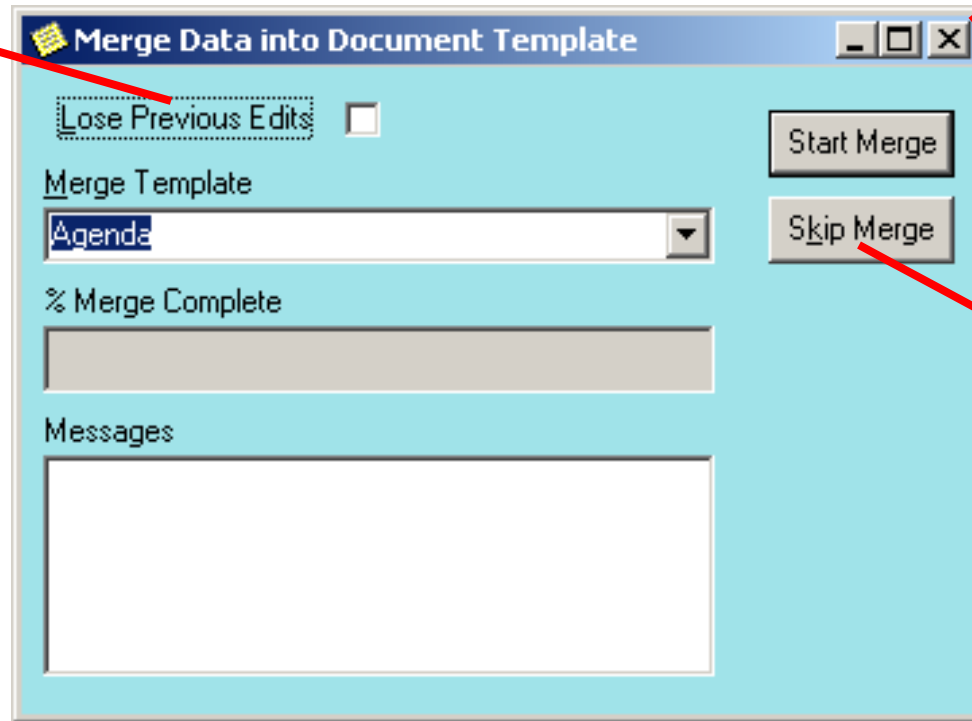 Merge Data into Document Template
Lose Previous Edits
Start Merge
Merge Template
Agenda
Skip Merge
% Merge Complete
Messages